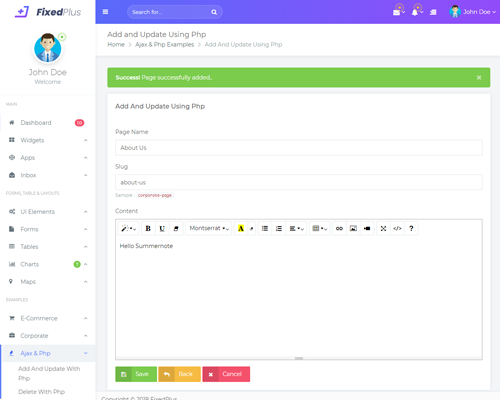 FixedPlus
Search for...
John Doe
John Doe
Welcome
MAIN
Dashboard
Widgets
Apps
Inbox
FORMS, TABLE & LAYOUTS
UI Elements
Forms
Tables
Charts
Maps
EXAMPLES
E-Commerce
Corporate
Ajax & Php
Add And Update With
Php
Delete With Php
Add and Update Using Php
Home > Ajax & Php Examples > Add And Update Using Php
Success! Page successfully added..
Add And Update Using Php
Page Name
About Us
Slug
about-us
corporate-page
Content
B U Montserrat A </> ?
Hello Summernote
Save
Back
Cancel
Copyright © 2019 FixedPlus